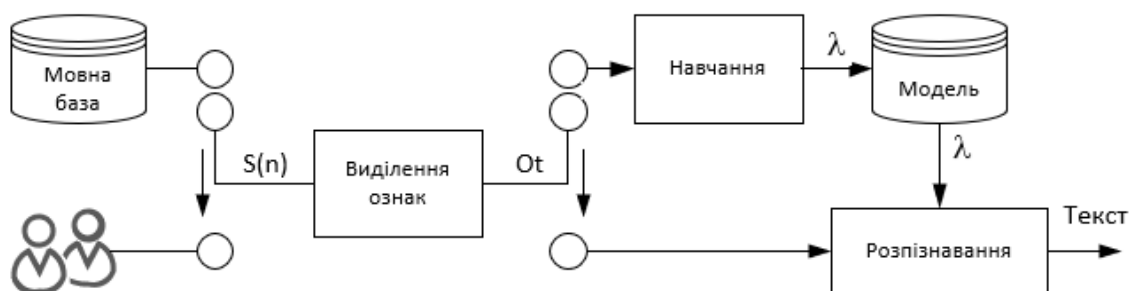 Мовна
база
S(n)
Виділення
ознак
Ot
Навчання
λ
Модель
λ
Розпізнавання
Текст